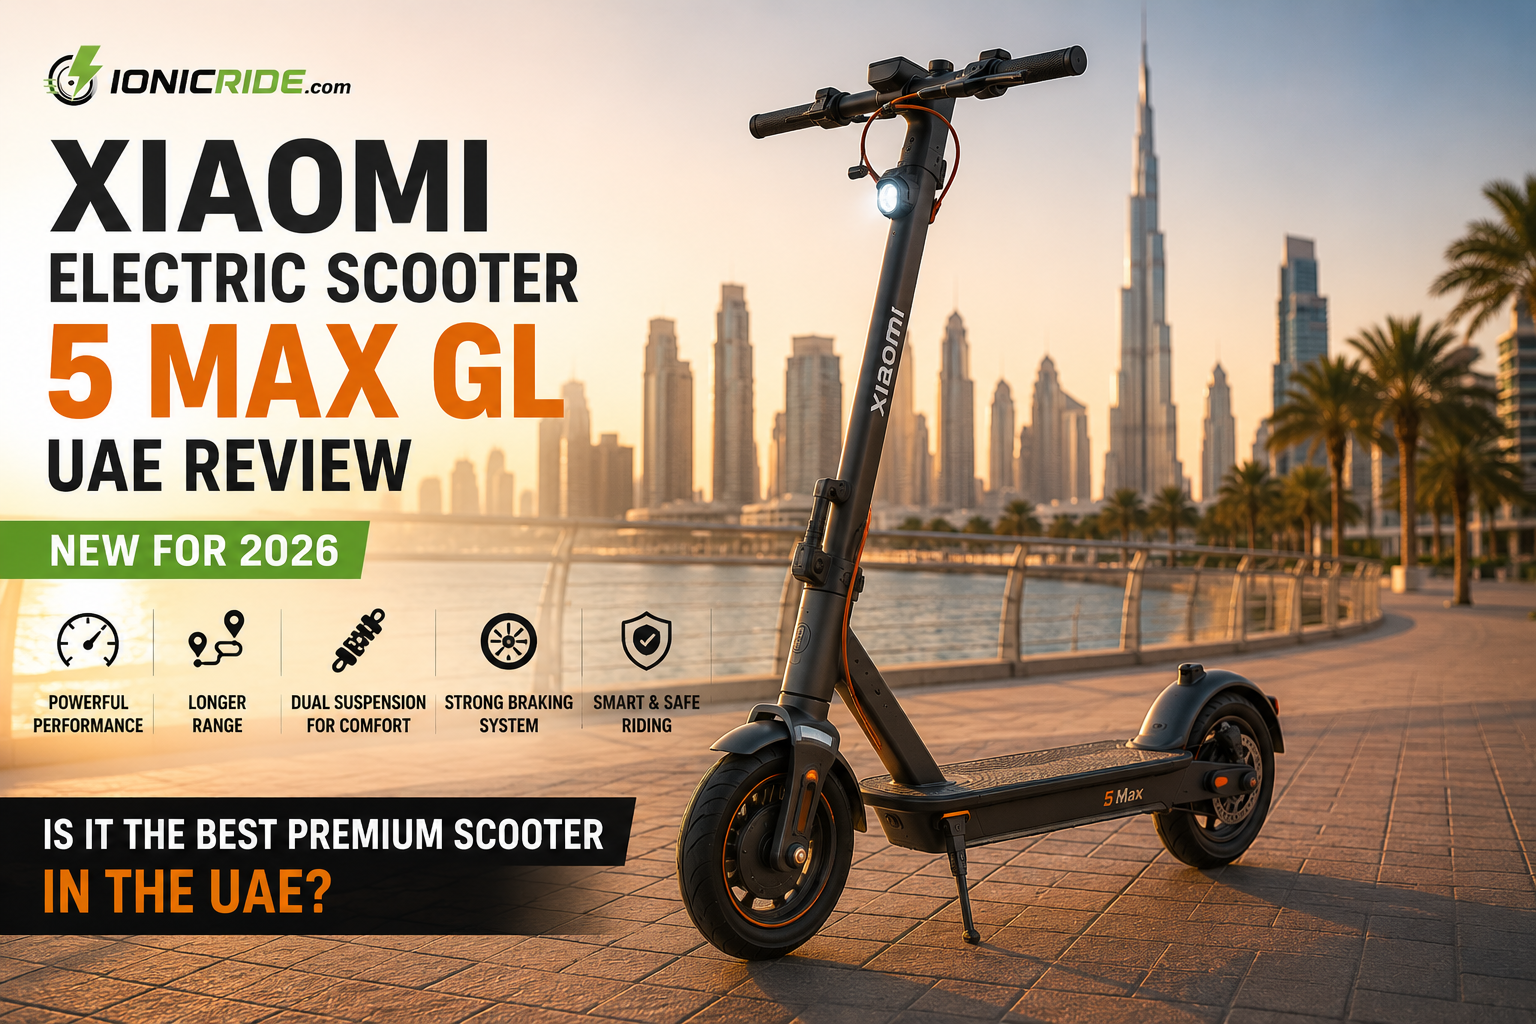 IONICRIDE.com
XIAOMI
ELECTRIC SCOOTER
5 MAX GL
UAE REVIEW
NEW FOR 2026
POWERFUL
PERFORMANCE
LONGER
RANGE
DUAL SUSPENSION
FOR COMFORT
STRONG BRAKING
SYSTEM
SMART & SAFE
RIDING
IS IT THE BEST PREMIUM SCOOTER
IN THE UAE?
xiaomi
5 Max